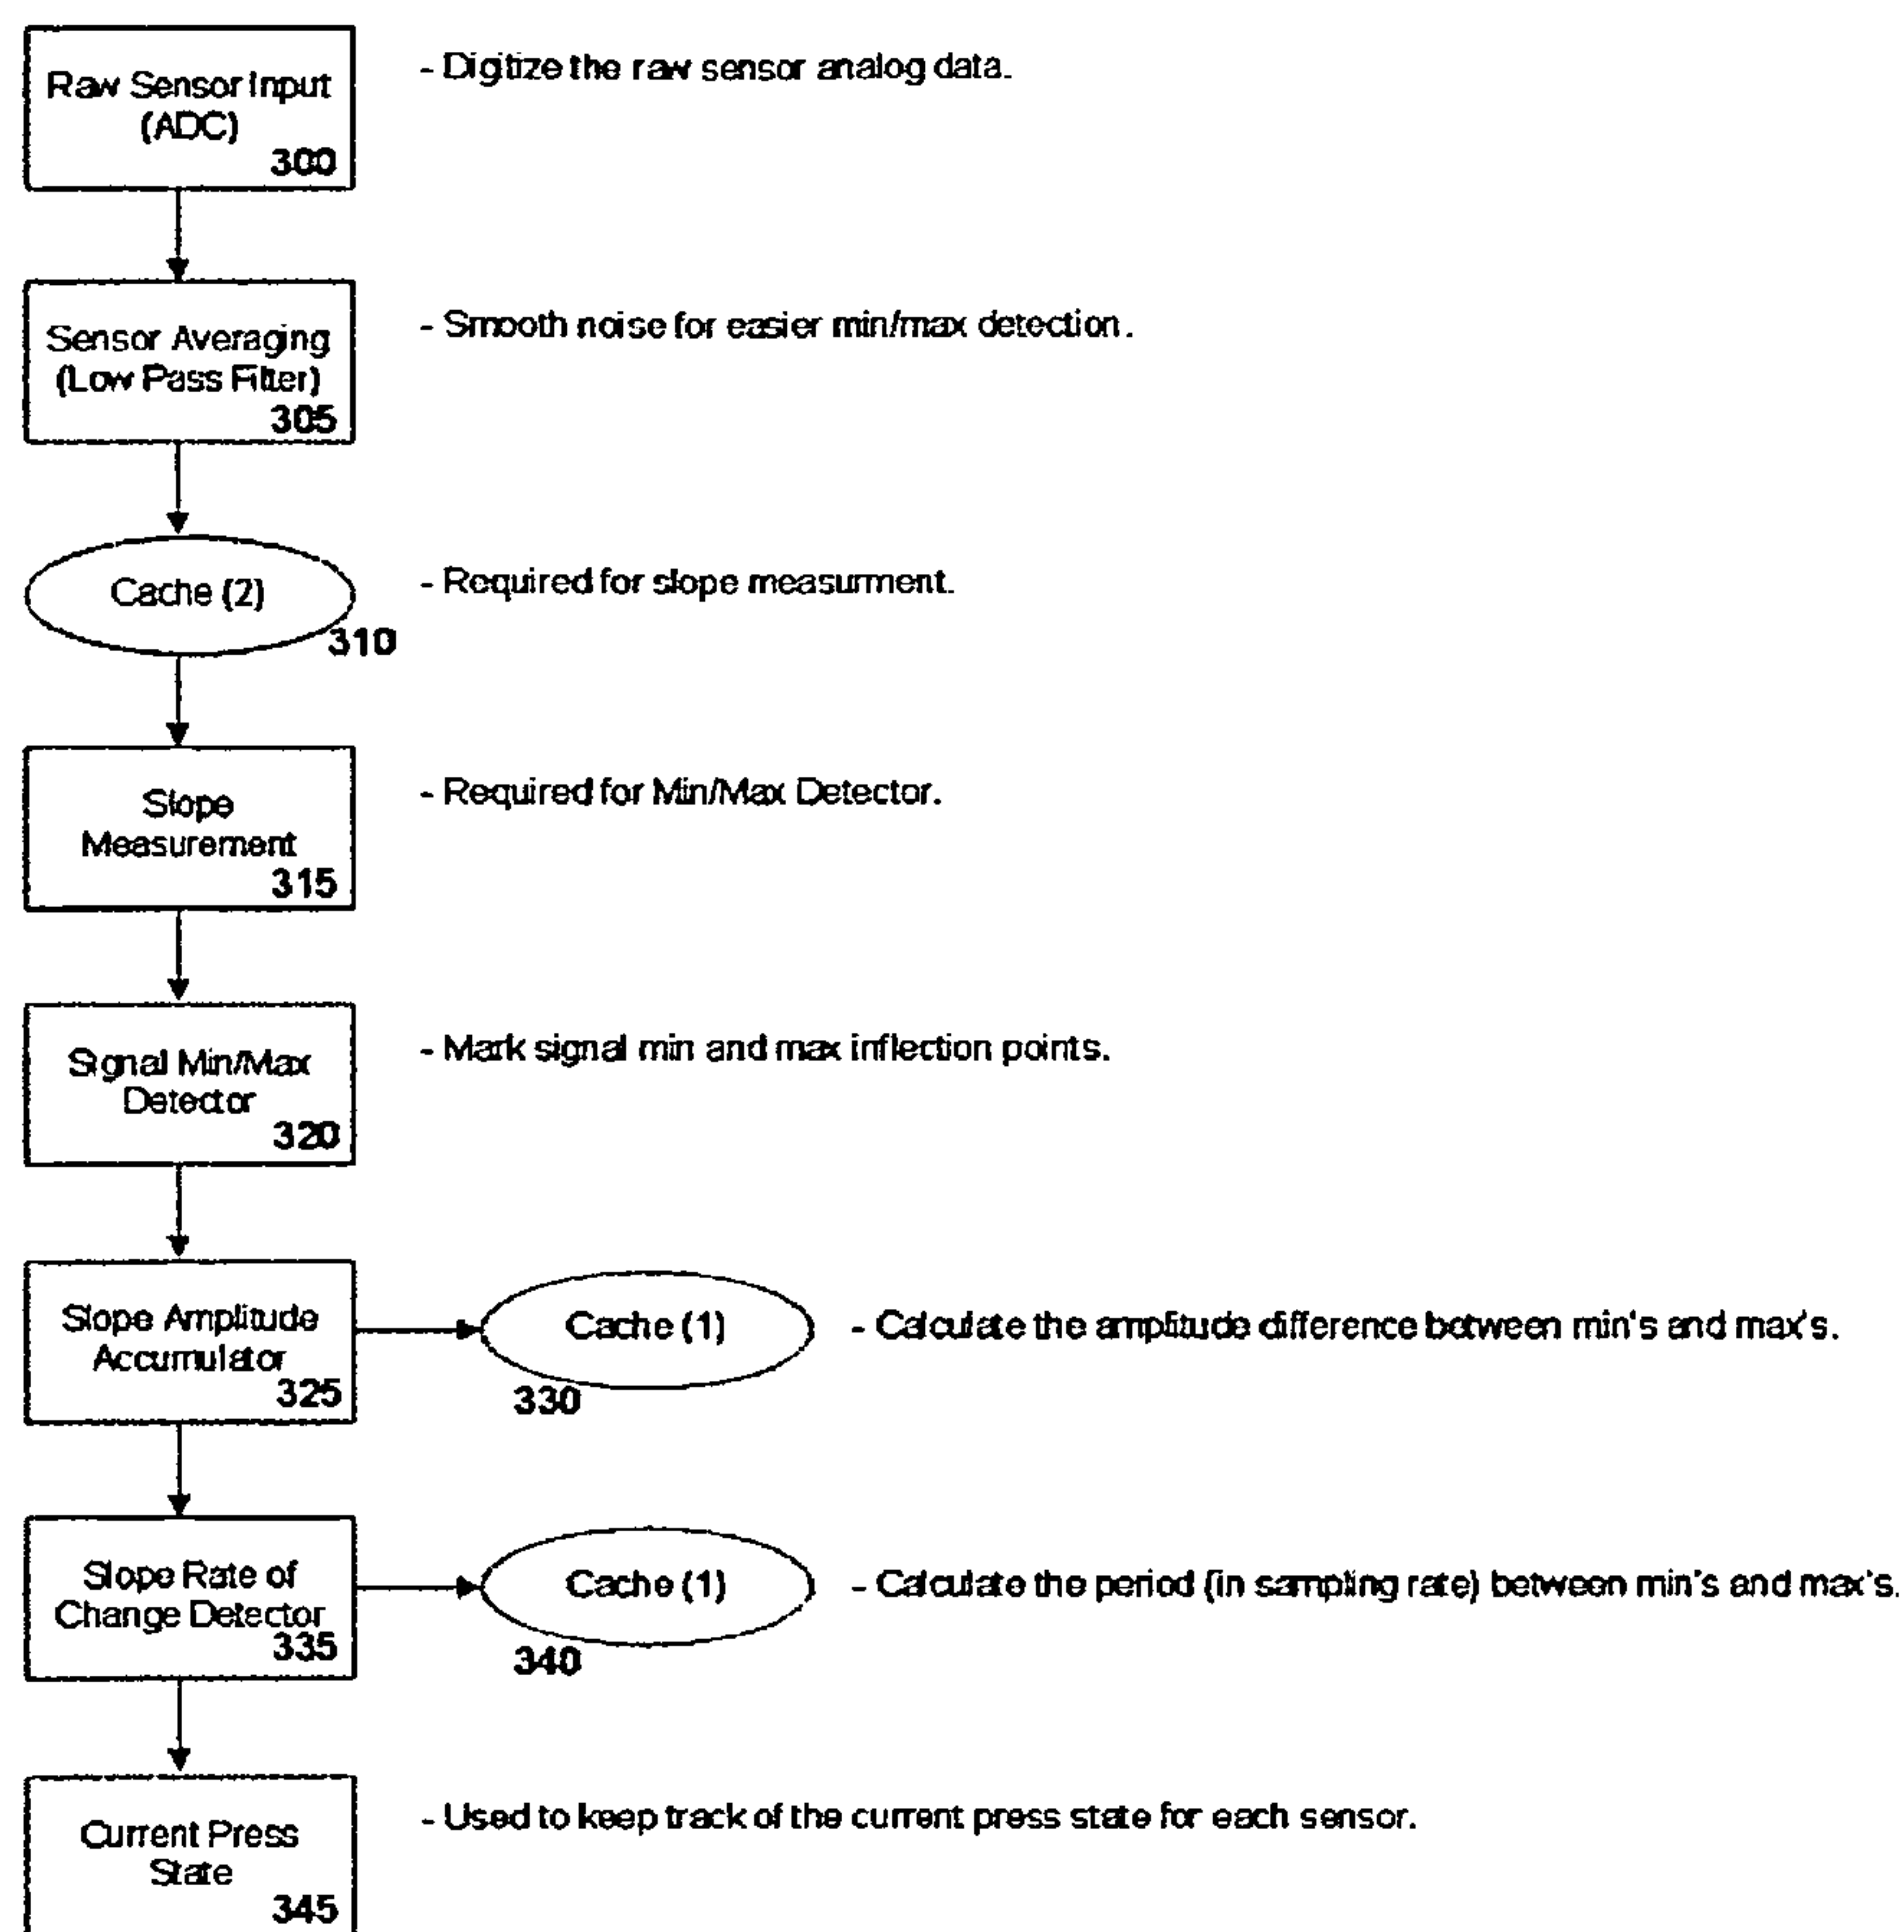 Raw Sensor Input
(ADC)
300
- Digitize the raw sensor analog data.
Sensor Averaging
(Low Pass Filter)
305
- Smooth noise for easier min/max detection.
Cache (2)
310
- Required for slope measurment.
Slope
Measurement
315
- Required for Min/Max Detector.
Signal Min/Max
Detector
320
- Mark signal min and max inflection points.
Slope Amplitude
Accumulator
325
Cache (1)
330
- Calculate the amplitude difference between min's and max's.
Slope Rate of
Change Detector
335
Cache (1)
340
- Calculate the period (in sampling rate) between min's and max's.
Current Press
State
345
- Used to keep track of the current press state for each sensor.